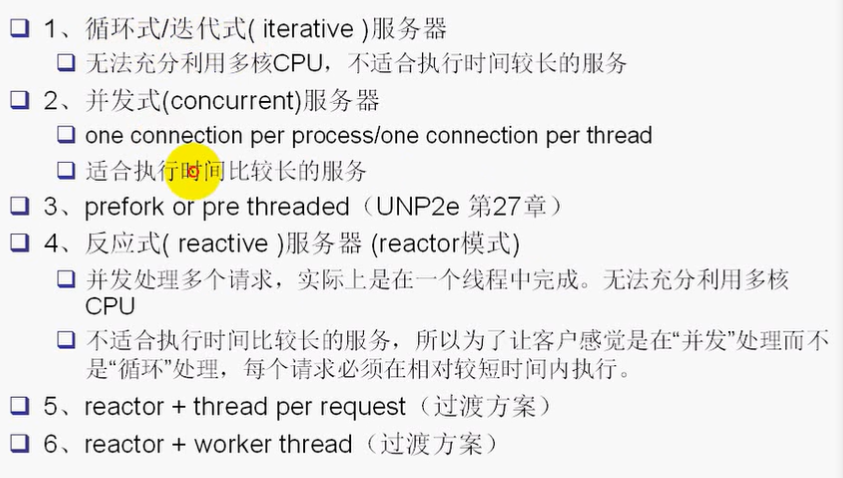 1、循环式/迭代式( iterative )服务器
无法充分利用多核CPU，不适合执行时间较长的服务
2、并发式(concurrent)服务器
one connection per process/one connection per thread
适合执行时间比较长的服务
3、prefork or pre threaded（UNP2e 第27章）
4、反应式( reactive )服务器 (reactor模式)
并发处理多个请求，实际上是在一个线程中完成。无法充分利用多核
CPU
不适合执行时间比较长的服务，所以为了让客户感觉是在“并发”处理而不
是“循环”处理，每个请求必须在相对较短时间内执行。
5、reactor + thread per request（过渡方案）
6、reactor + worker thread（过渡方案）